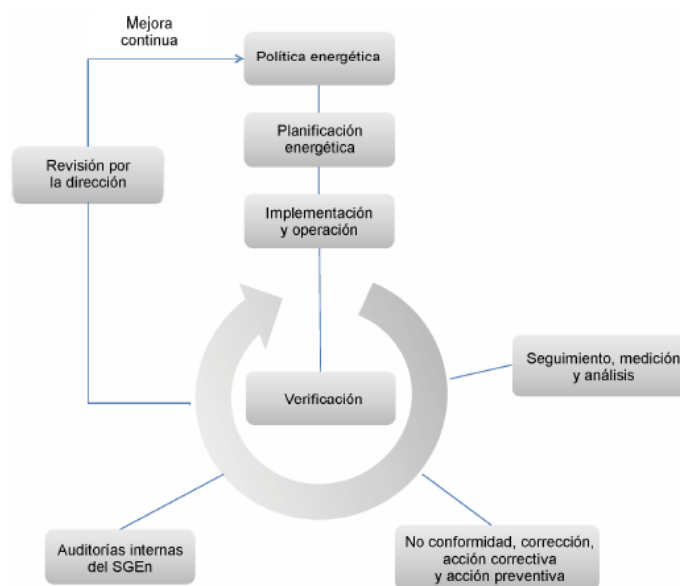 Mejora
continua
Política energética
Planificación
energética
Revisión por
la dirección
Implementación
y operación
Seguimiento, medición
y análisis
Verificación
Auditorías internas
del SGEn
No conformidad, corrección,
acción correctiva
y acción preventiva